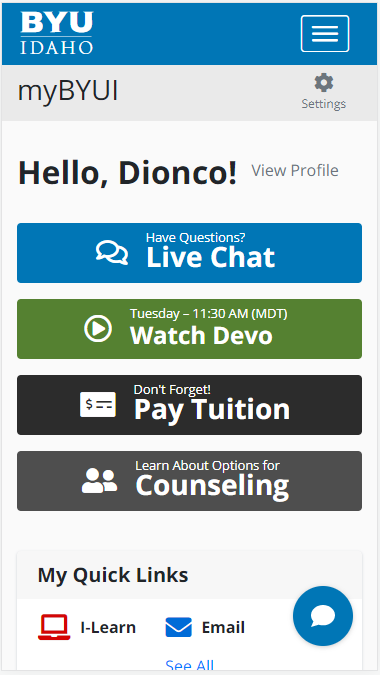 BYU
IDAHO
myBYUI
Settings
Hello, Dionco!
View Profile
Have Questions?
Live Chat
Tuesday – 11:30 AM (MDT)
Watch Devo
$
Don't Forget!
Pay Tuition
Learn About Options for
Counseling
My Quick Links
I-Learn
Email
See All